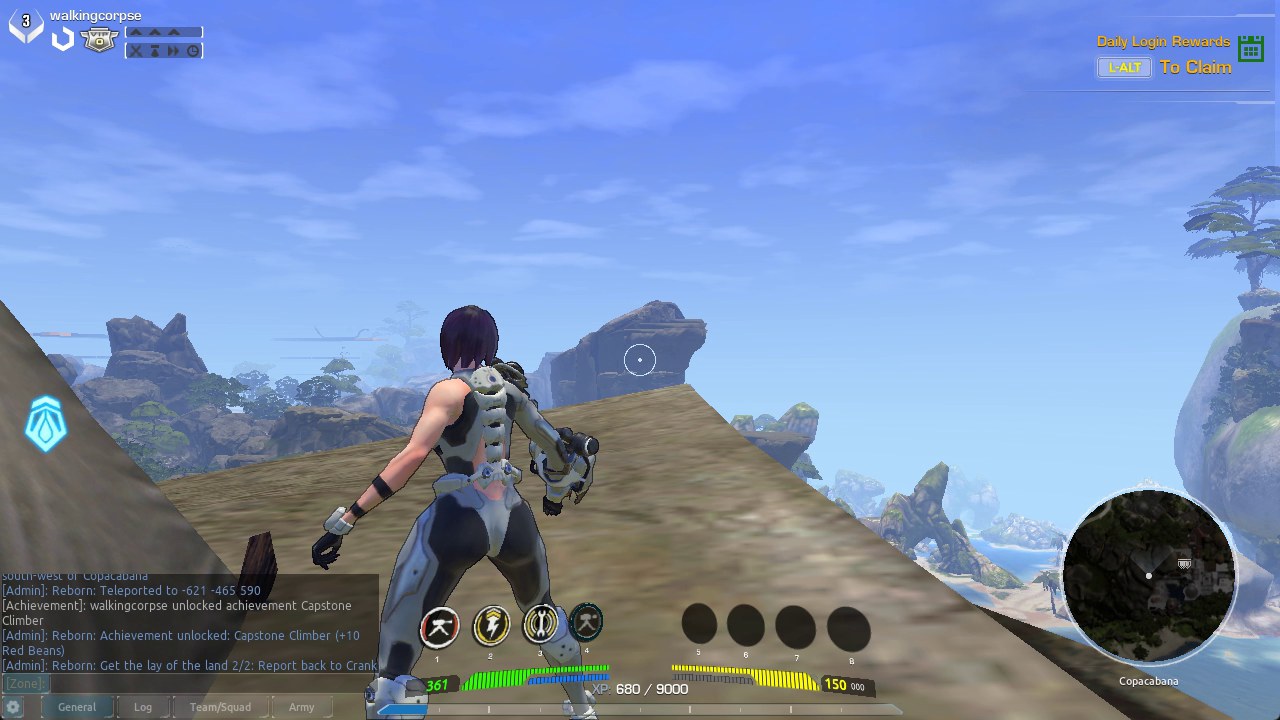 3
walkingcorpse
Daily Login Rewards
L-ALT To Claim
south-west of Copacabana
[Admin]: Reborn: Teleported to -621 -465 590
[Achievement]: walkingcorpse unlocked achievement Capstone
Climber
[Admin]: Reborn: Achievement unlocked: Capstone Climber (+10
Red Beans)
[Admin]: Reborn: Get the lay of the land 2/2: Report back to Crank
[Zone]:
General Log Team/Squad Army
1 2 3 4 5 6 7 8
361
XP: 680 / 9000
150 000
Copacabana